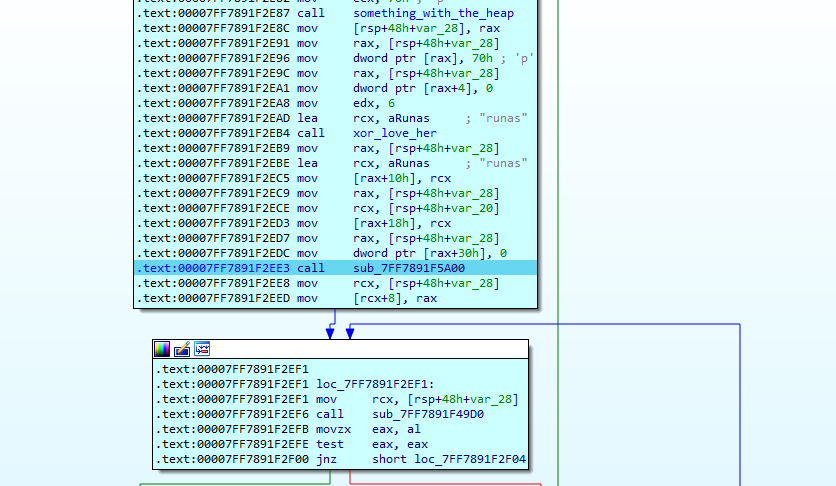 .text:00007FF7891F2E87 call something_with_the_heap
.text:00007FF7891F2E8C mov [rsp+48h+var_28], rax
.text:00007FF7891F2E91 mov rax, [rsp+48h+var_28]
.text:00007FF7891F2E96 mov dword ptr [rax], 70h ; 'p'
.text:00007FF7891F2E9C mov rax, [rsp+48h+var_28]
.text:00007FF7891F2EA1 mov dword ptr [rax+4], 0
.text:00007FF7891F2EA8 mov edx, 6
.text:00007FF7891F2EAD lea rcx, aRunas ; "runas"
.text:00007FF7891F2EB4 call xor_love_her
.text:00007FF7891F2EB9 mov rax, [rsp+48h+var_28]
.text:00007FF7891F2EBE lea rcx, aRunas ; "runas"
.text:00007FF7891F2EC5 mov [rax+10h], rcx
.text:00007FF7891F2EC9 mov rax, [rsp+48h+var_28]
.text:00007FF7891F2ECE mov rcx, [rsp+48h+var_20]
.text:00007FF7891F2ED3 mov [rax+18h], rcx
.text:00007FF7891F2ED7 mov rax, [rsp+48h+var_28]
.text:00007FF7891F2EDC mov dword ptr [rax+30h], 0
.text:00007FF7891F2EE3 call sub_7FF7891F5A00
.text:00007FF7891F2EE8 mov rcx, [rsp+48h+var_28]
.text:00007FF7891F2EED mov [rcx+8], rax
.text:00007FF7891F2EF1
.text:00007FF7891F2EF1 loc_7FF7891F2EF1:
.text:00007FF7891F2EF1 mov rcx, [rsp+48h+var_28]
.text:00007FF7891F2EF6 call sub_7FF7891F49D0
.text:00007FF7891F2EFB movzx eax, al
.text:00007FF7891F2EFE test eax, eax
.text:00007FF7891F2F00 jnz short loc_7FF7891F2F04